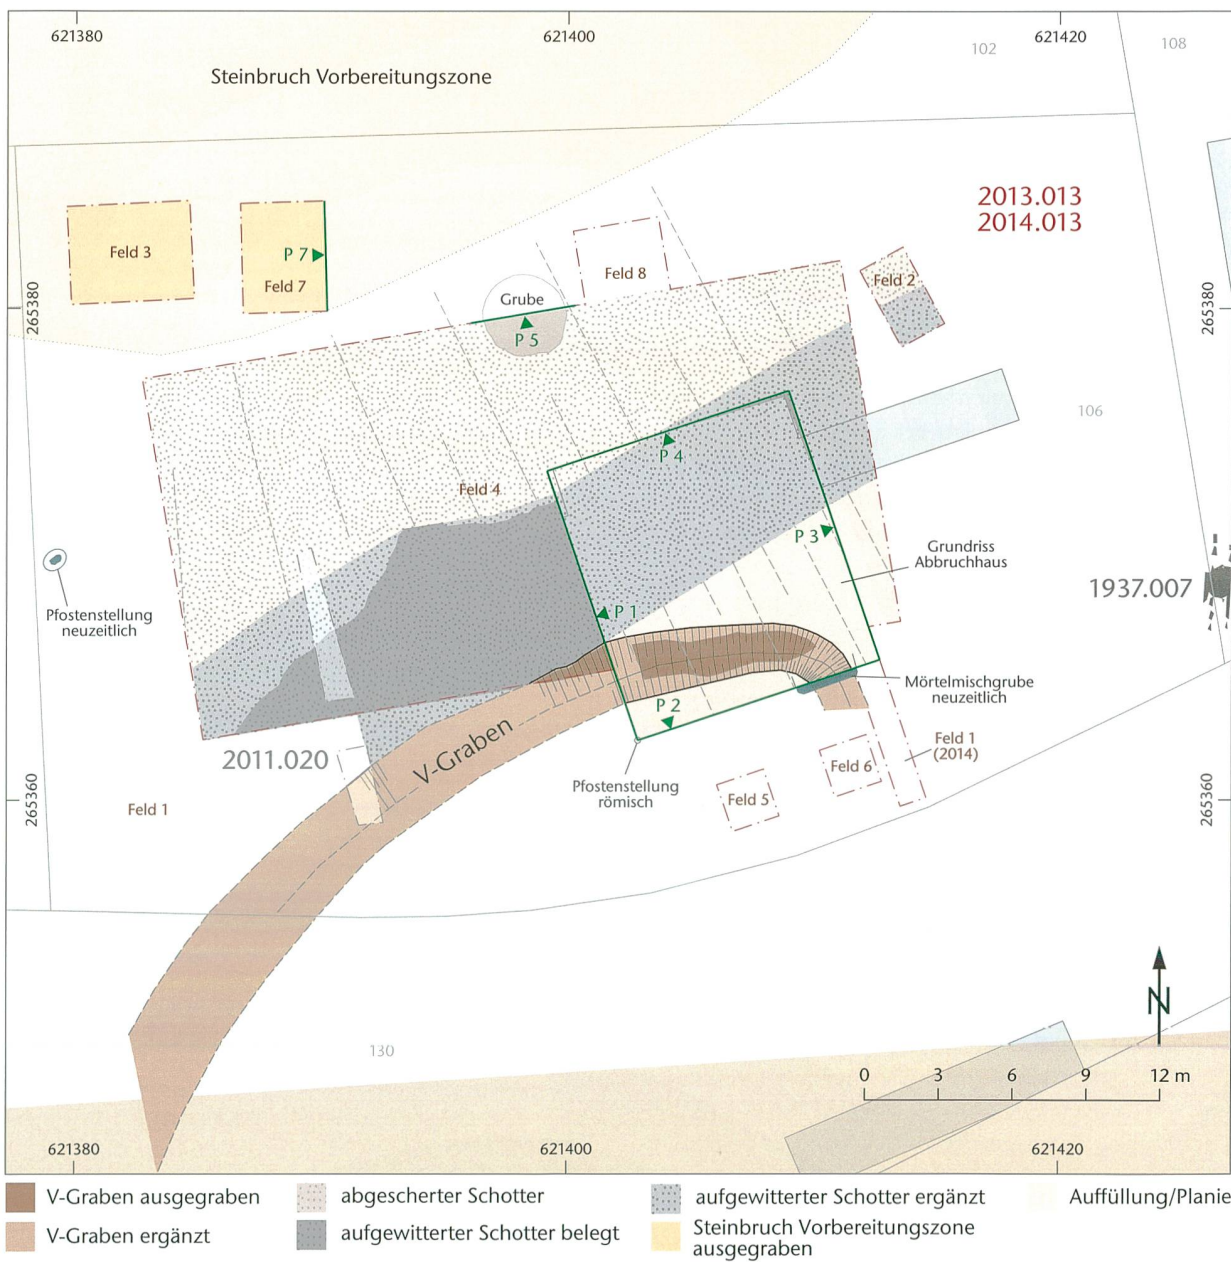 621380
621400
621420
102
108
Steinbruch Vorbereitungszone
2013.013
2014.013
Feld 3
P 7
Feld 7
Feld 8
Feld 2
265380
265380
Grube
P 5
106
P 4
Feld 4
P 3
Grundriss
Abbruchhaus
1937.007
Pfostenstellung
neuzeitlich
P 1
Mörtelmischgrube
neuzeitlich
P 2
2011.020
V-Graben
Feld 1
(2014)
Feld 6
Pfostenstellung
römisch
Feld 5
Feld 1
265360
265360
N
130
0 3 6 9 12 m
621380
621400
621420
V-Graben ausgegraben
V-Graben ergänzt
abgescherter Schotter
aufgewitterter Schotter belegt
aufgewitterter Schotter ergänzt
Steinbruch Vorbereitungszone
ausgegraben
Auffüllung/Planie